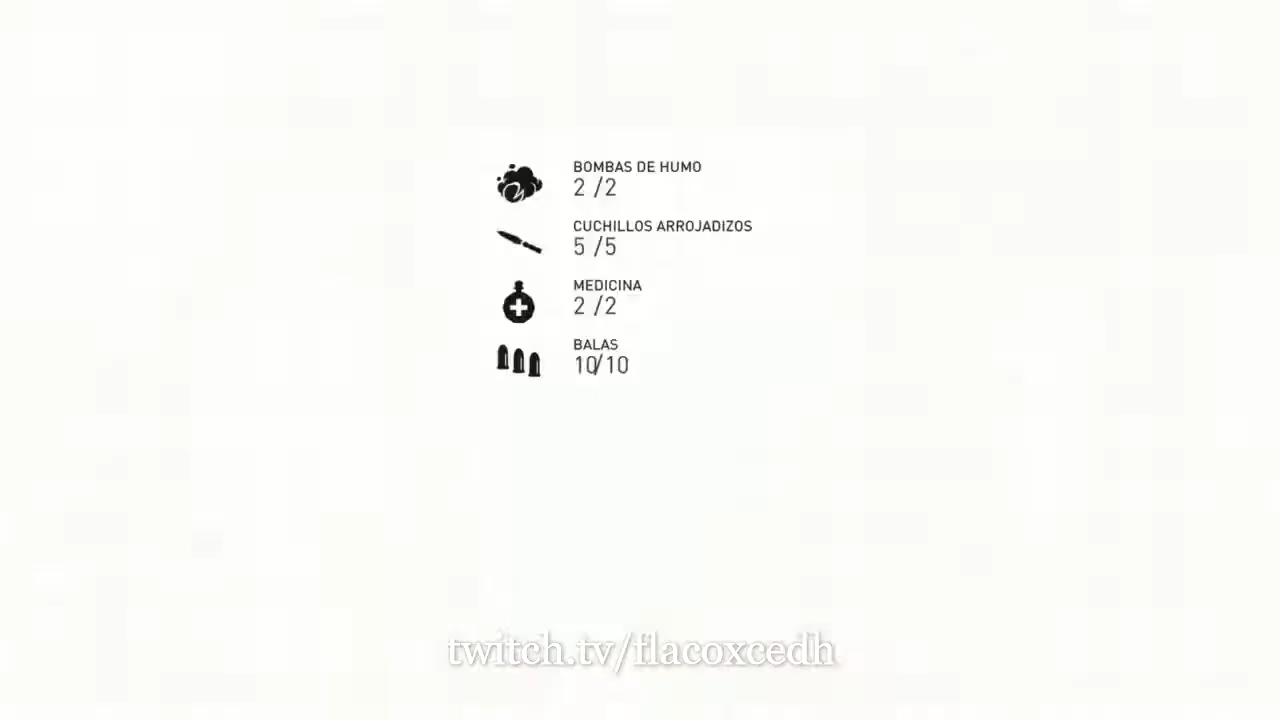 BOMBAS DE HUMO
2 /2
CUCHILLOS ARROJADIZOS
5 /5
MEDICINA
2 /2
BALAS
10/10
twitch.tv/flacoxcedh